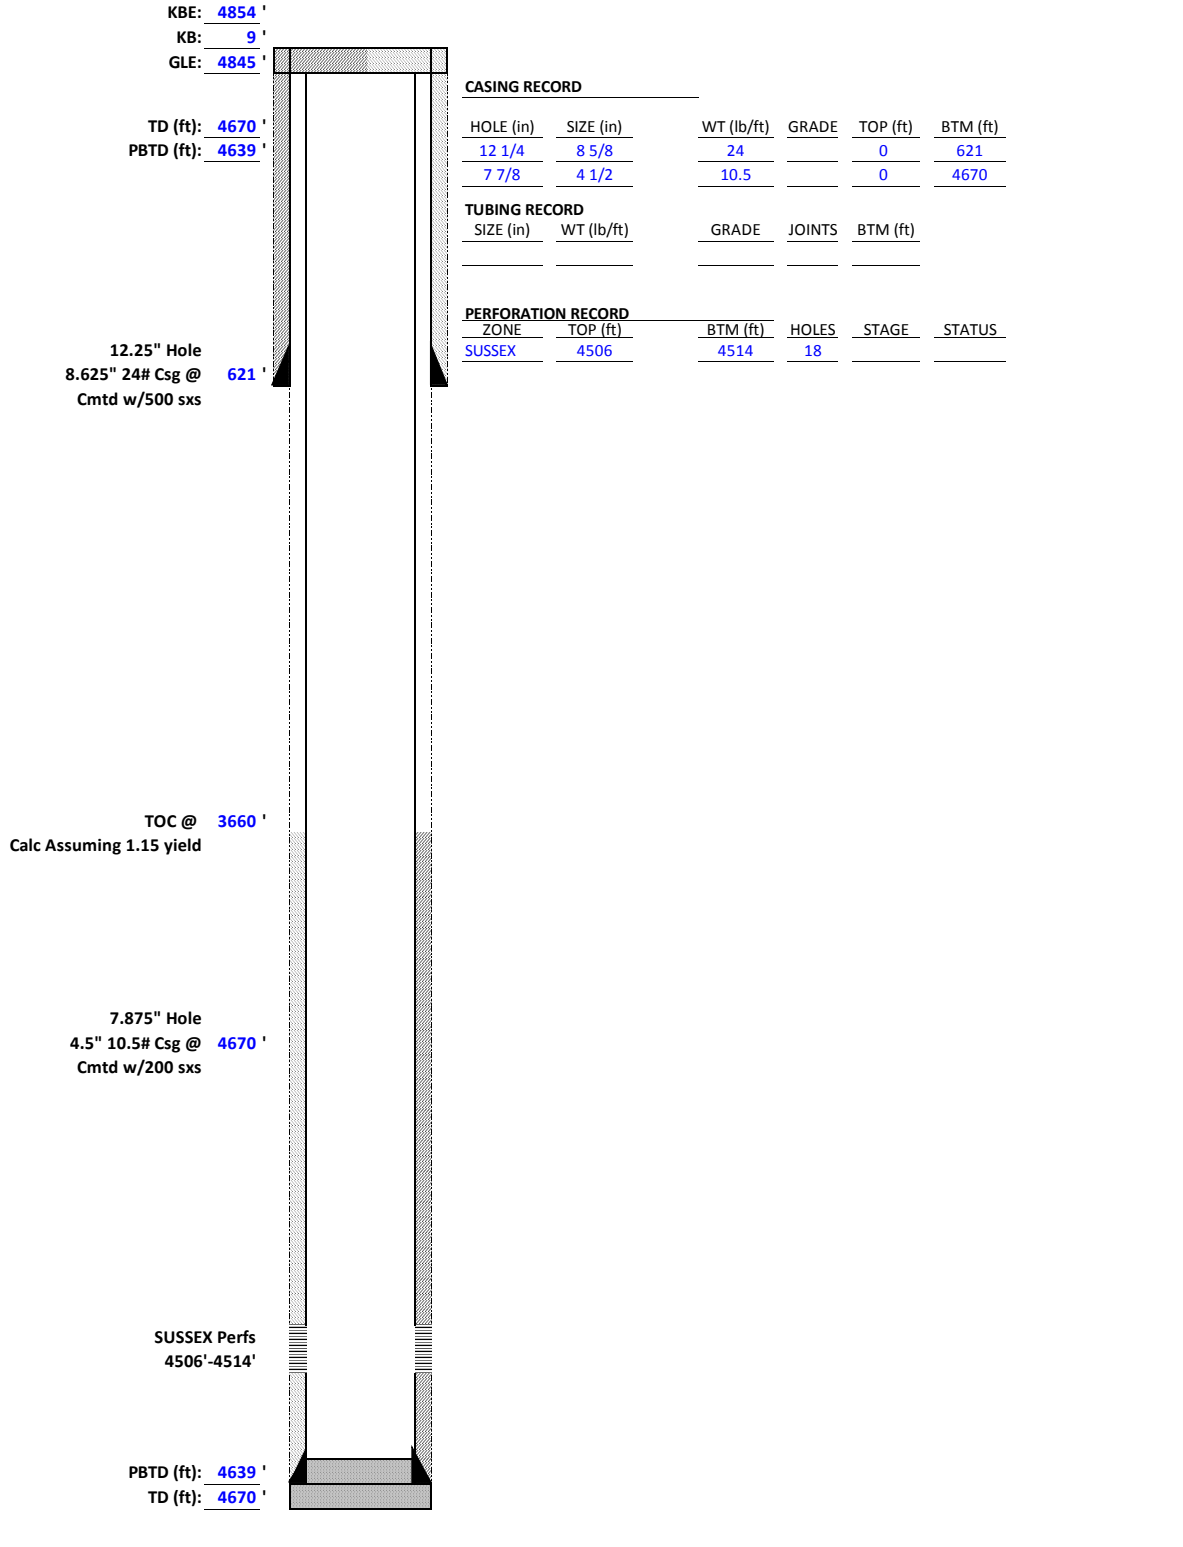 KBE: 4854 '
KB: 9 '
GLE: 4845 '
CASING RECORD
TD (ft): 4670 ' HOLE (in) SIZE (in) WT (lb/ft) GRADE TOP (ft) BTM (ft)
PBTD (ft): 4639 ' 12 1/4 8 5/8 24 0 621
7 7/8 4 1/2 10.5 0 4670
TUBING RECORD
SIZE (in) WT (lb/ft) GRADE JOINTS BTM (ft)
PERFORATION RECORD
ZONE TOP (ft) BTM (ft) HOLES STAGE STATUS
12.25" Hole SUSSEX 4506 4514 18
8.625" 24# Csg @ 621 '
Cmtd w/500 sxs
TOC @ 3660 '
Calc Assuming 1.15 yield
7.875" Hole
4.5" 10.5# Csg @ 4670 '
Cmtd w/200 sxs
SUSSEX Perfs
4506'-4514'
PBTD (ft): 4639 '
TD (ft): 4670 '